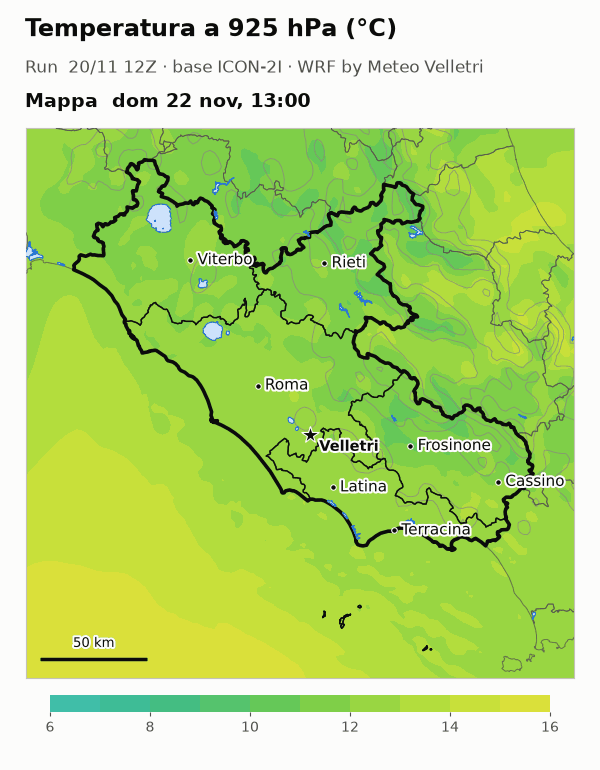 Temperatura a 925 hPa (°C)
Run  20/11 12Z · base ICON-2I · WRF by Meteo Velletri
Mappa  dom 22 nov, 13:00
Viterbo
Rieti
Roma
Velletri
Frosinone
Cassino
Latina
Terracina
50 km
6 8 10 12 14 16